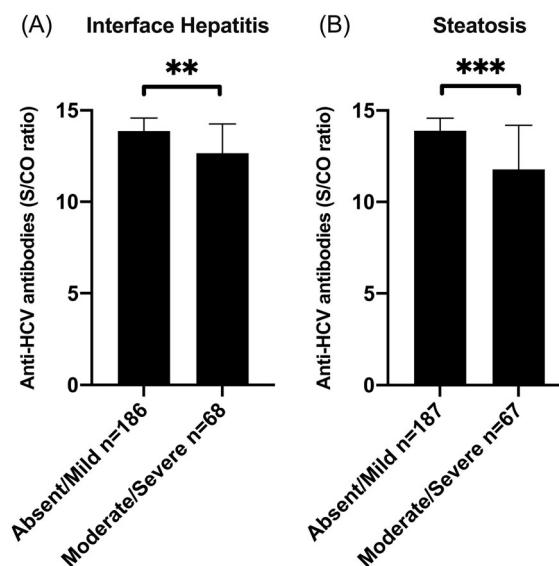 (A) Interface Hepatitis
**
Anti-HCV antibodies (S/CO ratio)
15
10
5
0
Absent/Mild n=186
Moderate/Severe n=68
(B) Steatosis
***
Anti-HCV antibodies (S/CO ratio)
15
10
5
0
Absent/Mild n=187
Moderate/Severe n=67